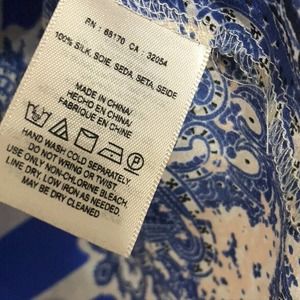 RN : 68170 CA : 32054
100% SILK, SOIE, SEDA, SETA, SEIDE
MADE IN CHINA/
HECHO EN CHINA/
FABRIQUE EN CHINE
HAND WASH COLD SEPARATELY.
DO NOT WRING OR TWIST.
USE ONLY NON-CHLORINE BLEACH.
LINE DRY. LOW IRON AS NEEDED.
MAY BE DRY CLEANED